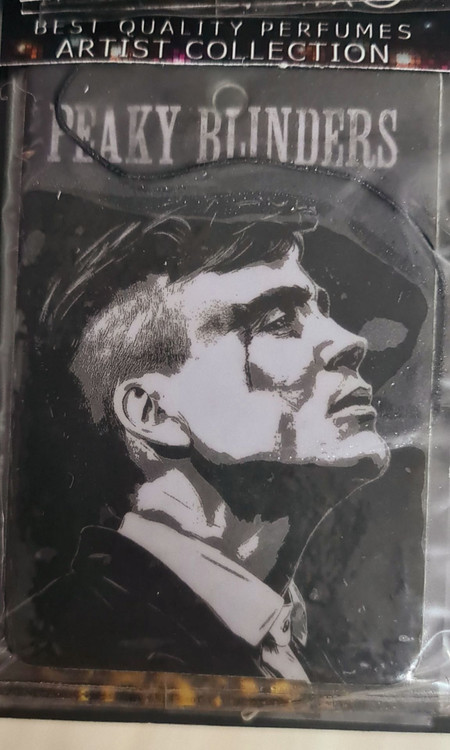 BEST QUALITY PERFUMES
ARTIST COLLECTION
PEAKY BLINDERS